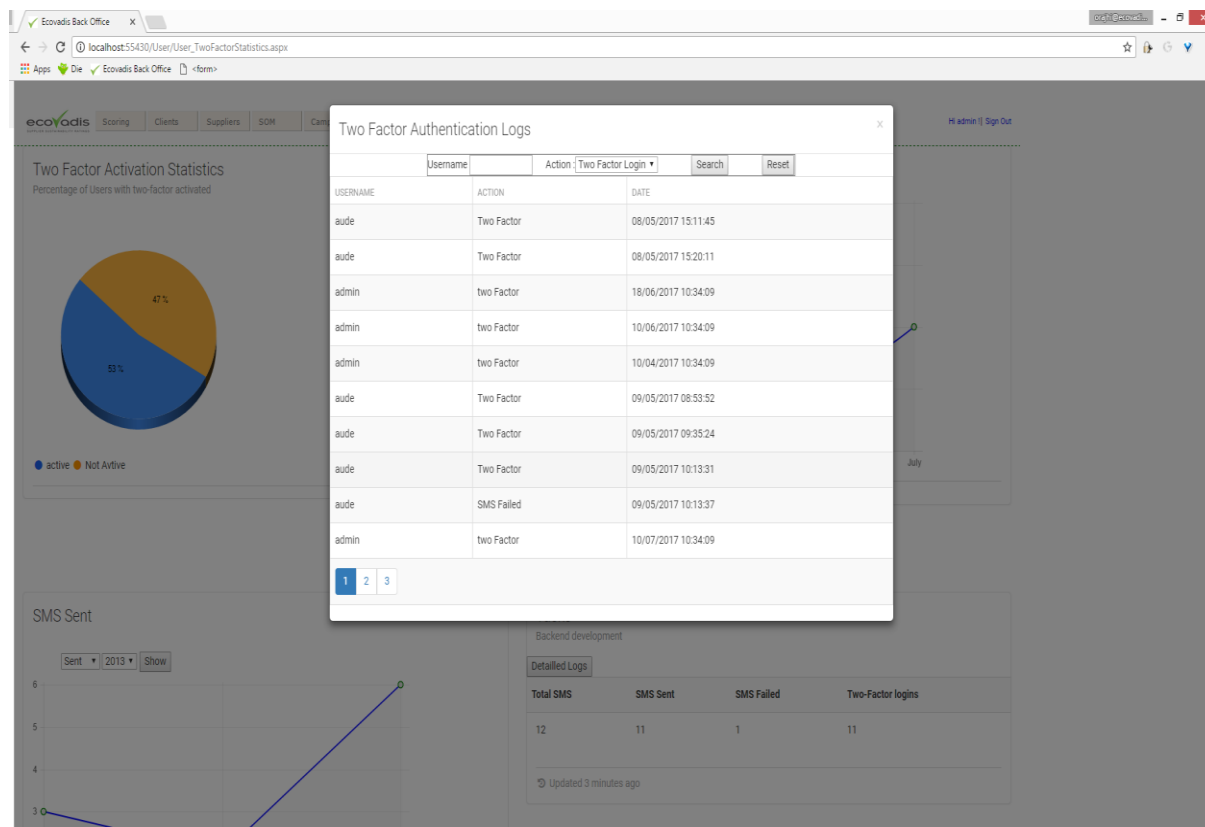 Ecovadis Back Office X
localhost:55430/User/User_TwoFactorStatistics.aspx
Apps Die Ecovadis Back Office <form>
ecovadis Scoring Clients Suppliers SOM Camp Hi admin ! | Sign Out
Two Factor Activation Statistics
Percentage of Users with two-factor activated
47 %
53 %
active Not Avtive
July
Two Factor Authentication Logs x
Username Action : Two Factor Login Search Reset
USERNAME ACTION DATE
aude Two Factor 08/05/2017 15:11:45
aude Two Factor 08/05/2017 15:20:11
admin two Factor 18/06/2017 10:34:09
admin two Factor 10/06/2017 10:34:09
admin two Factor 10/04/2017 10:34:09
aude Two Factor 09/05/2017 08:53:52
aude Two Factor 09/05/2017 09:35:24
aude Two Factor 09/05/2017 10:13:31
aude SMS Failed 09/05/2017 10:13:37
admin two Factor 10/07/2017 10:34:09
1 2 3
SMS Sent
Sent 2013 Show
6
5
4
3
Backend development
Detailled Logs
Total SMS SMS Sent SMS Failed Two-Factor logins
12 11 1 11
Updated 3 minutes ago